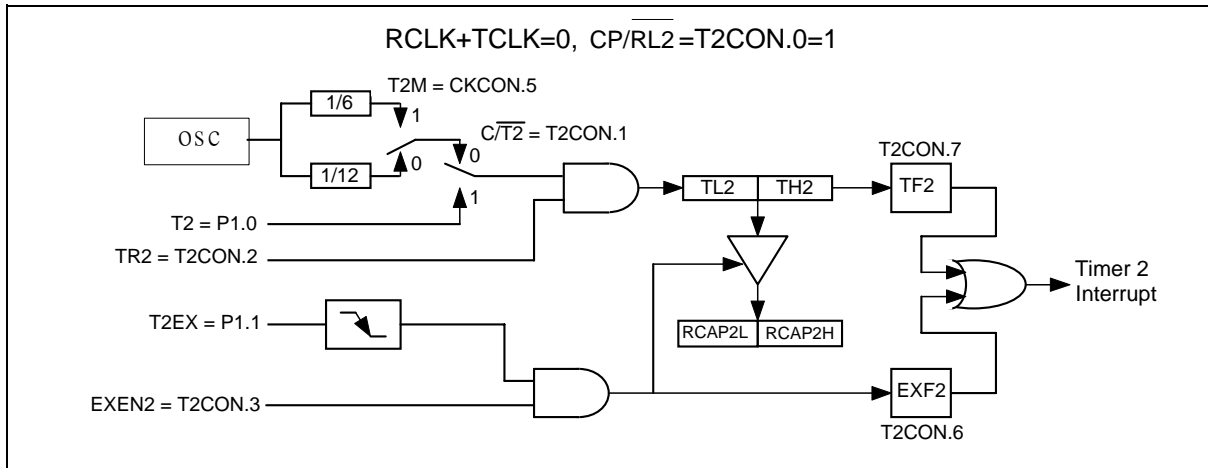 RCLK+TCLK=0, CP/RL2=T2CON.0=1
T2M = CKCON.5
1/6
1
OSC
C/T2 = T2CON.1
0
0
1/12
1
T2 = P1.0
TR2 = T2CON.2
TL2 TH2
T2CON.7
TF2
Timer 2
Interrupt
T2EX = P1.1
RCAP2L RCAP2H
EXEN2 = T2CON.3
EXF2
T2CON.6